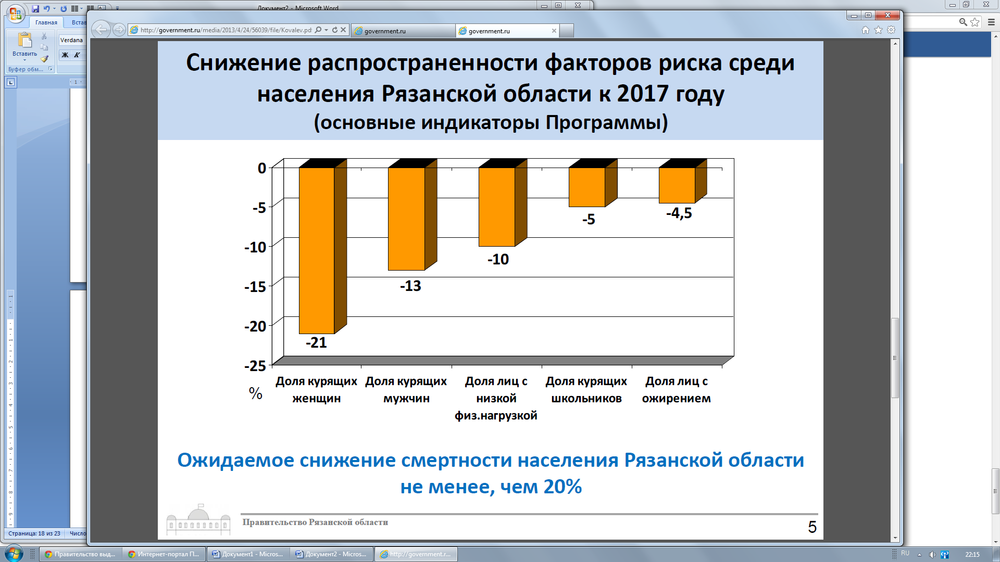 Документ2 - Microsoft Word
Главная
Встав
Вставить
Verdana
Ж К
Буфер обм...
http://government.ru/media/2013/4/24/56039/file/Kovalev.pd
government.ru
government.ru
Снижение распространенности факторов риска среди
населения Рязанской области к 2017 году
(основные индикаторы Программы)
0
-5
-10
-15
-20
-25
%
-21
-13
-10
-5
-4,5
Доля курящих
женщин
Доля курящих
мужчин
Доля лиц с
низкой
физ.нагрузкой
Доля курящих
школьников
Доля лиц с
ожирением
Ожидаемое снижение смертности населения Рязанской области
не менее, чем 20%
Правительство Рязанской области
5
Страница: 18 из 23
Число
Правительство выд...
Интернет-портал П...
Документ1 - Micros...
Документ2 - Micros...
http://government.r...
RU
22:15